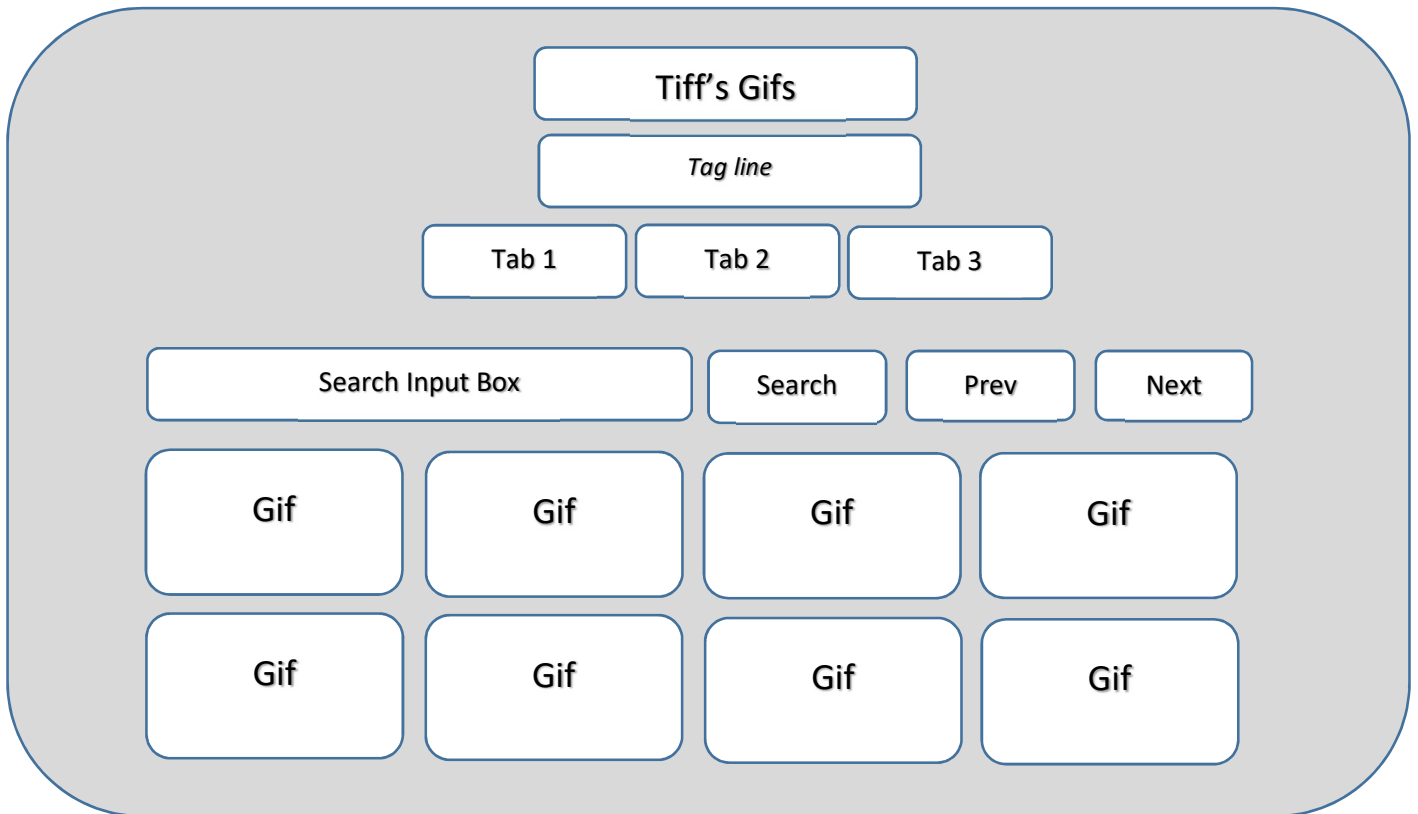 Tiff’s Gifs
Tag line
Tab 1 Tab 2 Tab 3
Search Input Box Search Prev Next
Gif Gif Gif Gif
Gif Gif Gif Gif